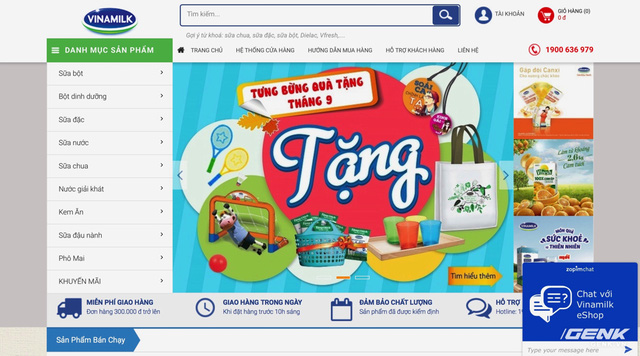 VINAMILK
Tìm kiếm...
TÀI KHOẢN
GIỎ HÀNG (0)
0 đ
Gợi ý từ khoá: sữa chua, sữa đặc, sữa bột, Dielac, Vfresh,....
DANH MỤC SẢN PHẨM
TRANG CHỦ
HỆ THỐNG CỬA HÀNG
HƯỚNG DẪN MUA HÀNG
HỖ TRỢ KHÁCH HÀNG
LIÊN HỆ
1900 636 979
Sữa bột
Bột dinh dưỡng
Sữa đặc
Sữa nước
Sữa chua
Nước giải khát
Kem Ăn
Sữa đậu nành
Phô Mai
KHUYẾN MÃI
TƯNG BỪNG QUÀ TẶNG
THÁNG 9
Tặng
Tìm hiểu thêm
Gấp đôi Canxi
Cam tươi
SỨC KHOẺ
THIÊN NHIÊN
MIỄN PHÍ GIAO HÀNG
Đơn hàng 300.000 đ trở lên
GIAO HÀNG TRONG NGÀY
Khi đặt hàng trước 10h sáng
ĐẢM BẢO CHẤT LƯỢNG
Sản phẩm đã được kiểm định
HỖ TRỢ
Hotline: 19
Sản Phẩm Bán Chạy
zopimchat
Chat với
Vinamilk
eShop
GENK
Type your message here